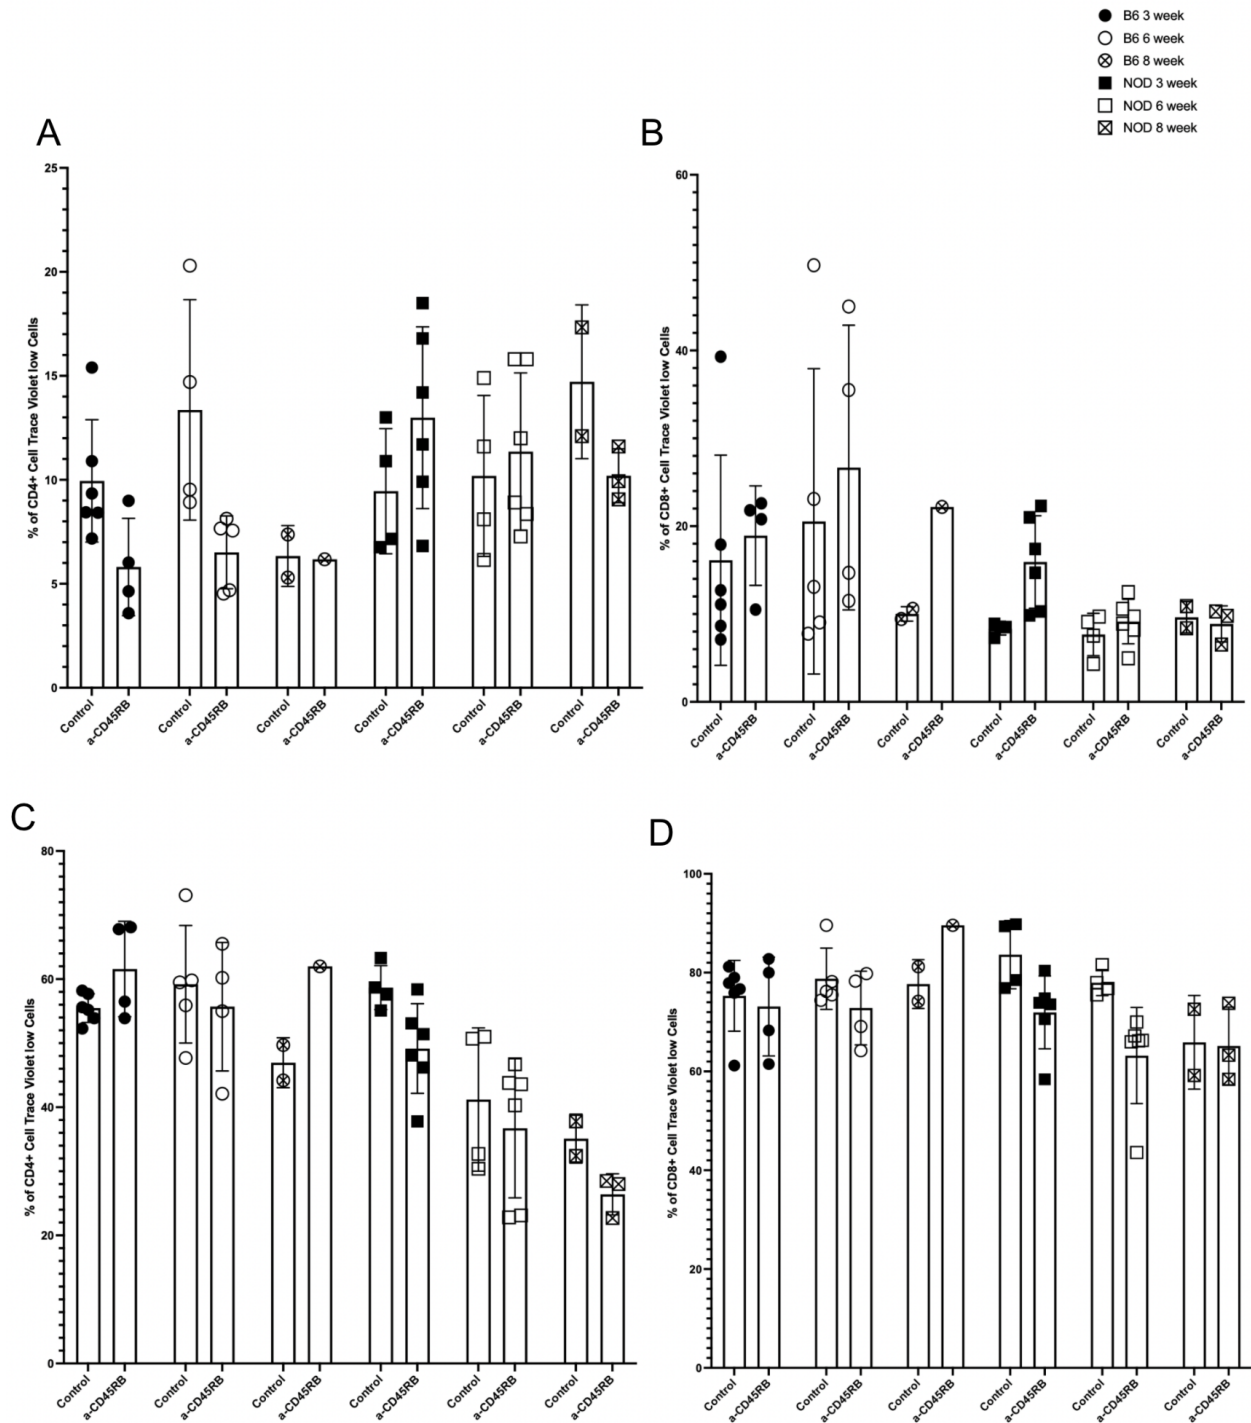 B6 3 week
B6 6 week
B6 8 week
NOD 3 week
NOD 6 week
NOD 8 week
A
% of CD4+ Cell Trace Violet low Cells
25
20
15
10
5
0
Control a-CD45RB Control a-CD45RB Control a-CD45RB Control a-CD45RB Control a-CD45RB Control a-CD45RB
B
% of CD8+ Cell Trace Violet low Cells
60
40
20
0
Control a-CD45RB Control a-CD45RB Control a-CD45RB Control a-CD45RB Control a-CD45RB Control a-CD45RB
C
% of CD4+ Cell Trace Violet low Cells
80
60
40
20
0
Control a-CD45RB Control a-CD45RB Control a-CD45RB Control a-CD45RB Control a-CD45RB Control a-CD45RB
D
% of CD8+ Cell Trace Violet low Cells
100
80
60
40
20
0
Control a-CD45RB Control a-CD45RB Control a-CD45RB Control a-CD45RB Control a-CD45RB Control a-CD45RB